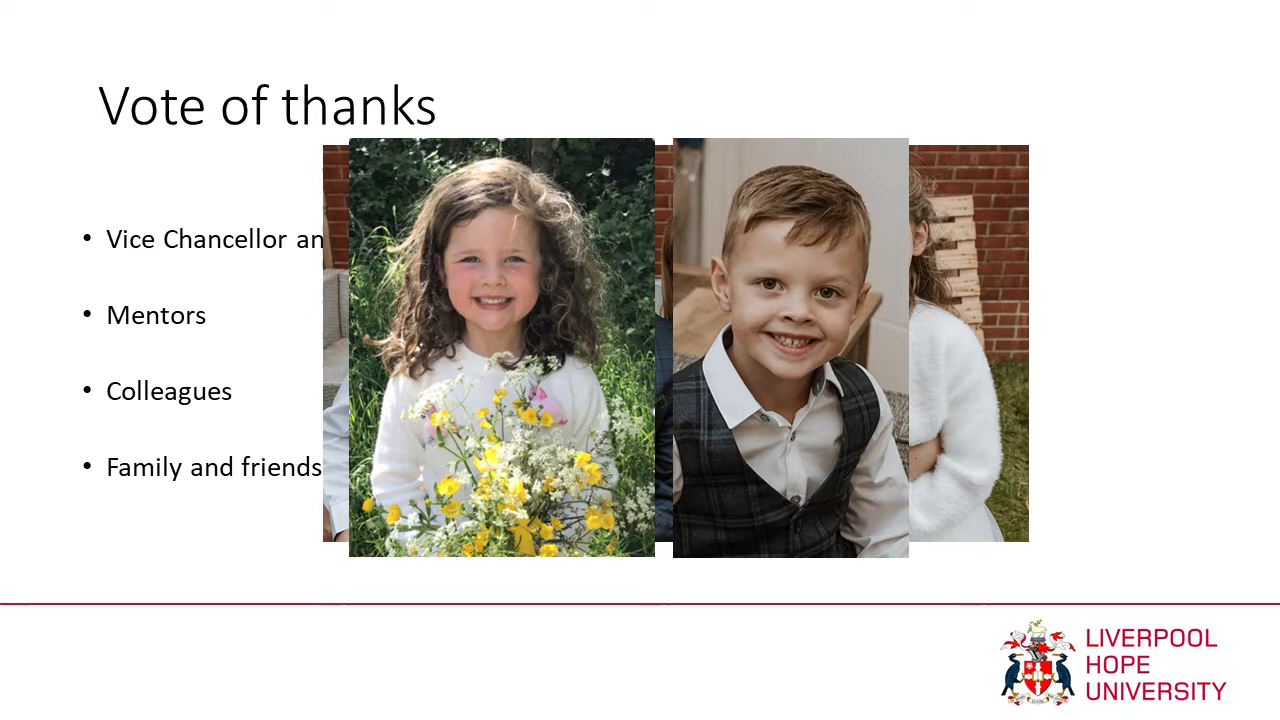 Vote of thanks
• Vice Chancellor an
• Mentors
• Colleagues
• Family and friends
LIVERPOOL
HOPE
UNIVERSITY